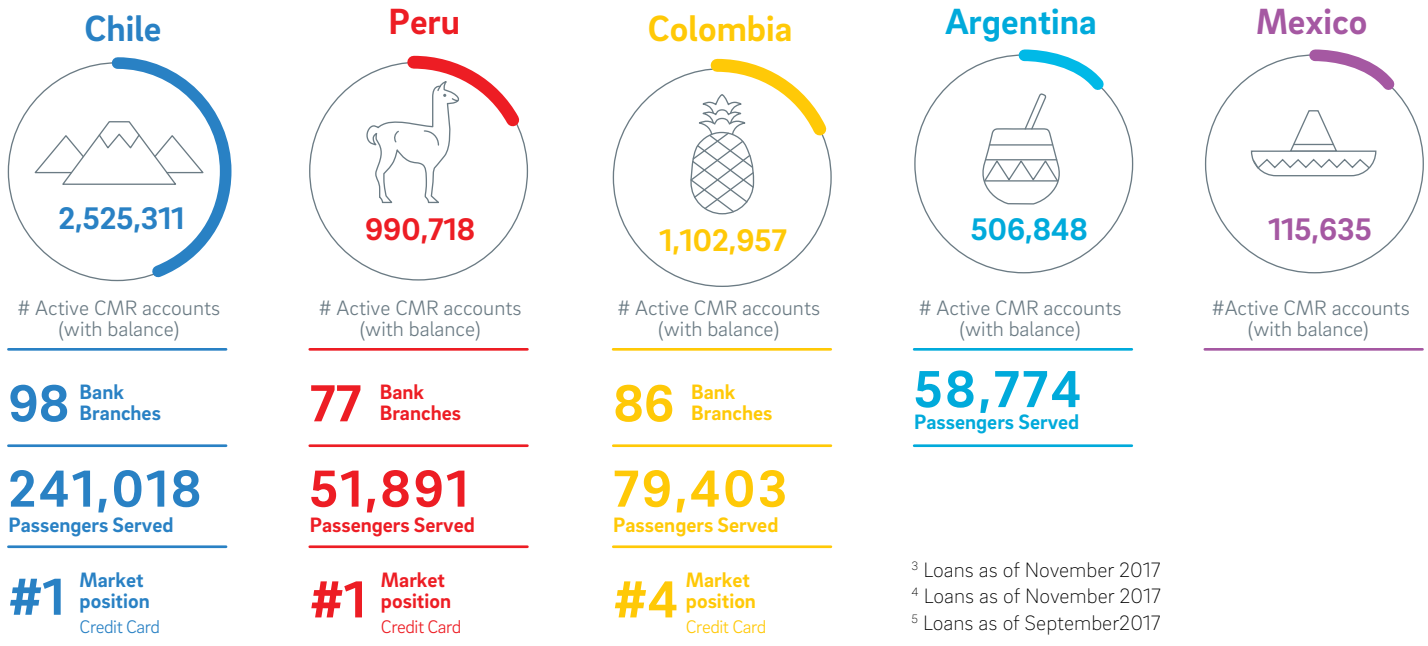 Chile
2,525,311
# Active CMR accounts
(with balance)
98 Bank
Branches
241,018
Passengers Served
#1 Market
position
Credit Card
Peru
990,718
# Active CMR accounts
(with balance)
77 Bank
Branches
51,891
Passengers Served
#1 Market
position
Credit Card
Colombia
1,102,957
# Active CMR accounts
(with balance)
86 Bank
Branches
79,403
Passengers Served
#4 Market
position
Credit Card
Argentina
506,848
# Active CMR accounts
(with balance)
58,774
Passengers Served
Mexico
115,635
#Active CMR accounts
(with balance)
3 Loans as of November 2017
4 Loans as of November 2017
5 Loans as of September2017